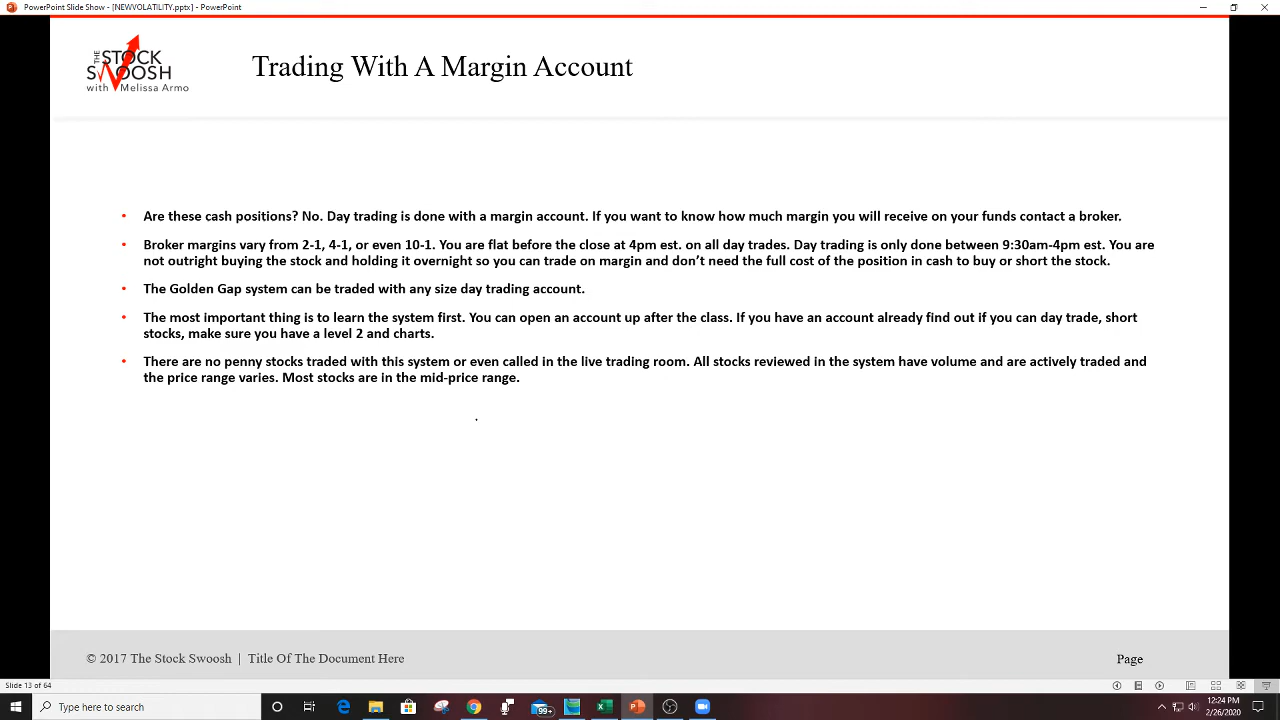 PowerPoint Slide Show - [NEWVOLATILITY.pptx] - PowerPoint
THE STOCK
SWOOSH
with Melissa Armo
Trading With A Margin Account
• Are these cash positions? No. Day trading is done with a margin account. If you want to know how much margin you will receive on your funds contact a broker.
• Broker margins vary from 2-1, 4-1, or even 10-1. You are flat before the close at 4pm est. on all day trades. Day trading is only done between 9:30am-4pm est. You are
not outright buying the stock and holding it overnight so you can trade on margin and don’t need the full cost of the position in cash to buy or short the stock.
• The Golden Gap system can be traded with any size day trading account.
• The most important thing is to learn the system first. You can open an account up after the class. If you have an account already find out if you can day trade, short
stocks, make sure you have a level 2 and charts.
• There are no penny stocks traded with this system or even called in the live trading room. All stocks reviewed in the system have volume and are actively traded and
the price range varies. Most stocks are in the mid-price range.
© 2017 The Stock Swoosh | Title Of The Document Here
Page
Slide 13 of 64
Type here to search
99+
12:24 PM
2/26/2020